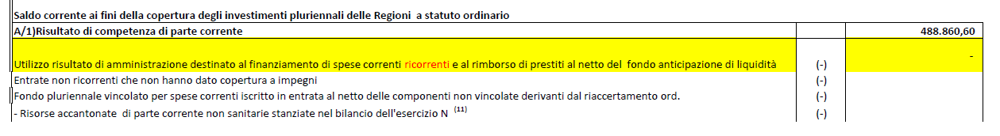 Saldo corrente ai fini della copertura degli investimenti pluriennali delle Regioni a statuto ordinario
A/1)Risultato di competenza di parte corrente 488.860,60
Utilizzo risultato di amministrazione destinato al finanziamento di spese correnti ricorrenti e al rimborso di prestiti al netto del fondo anticipazione di liquidità (-) -
Entrate non ricorrenti che non hanno dato copertura a impegni (-)
Fondo pluriennale vincolato per spese correnti iscritto in entrata al netto delle componenti non vincolate derivanti dal riaccertamento ord. (-)
- Risorse accantonate di parte corrente non sanitarie stanziate nel bilancio dell'esercizio N (11) (-)